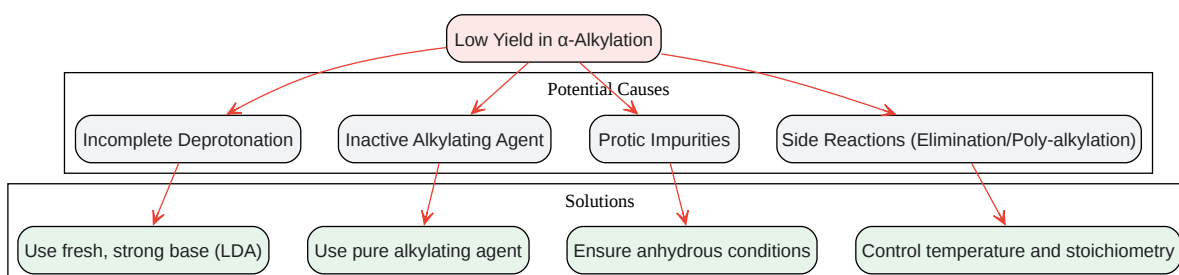 Low Yield in α-Alkylation
Potential Causes
Incomplete Deprotonation
Inactive Alkylating Agent
Protic Impurities
Side Reactions (Elimination/Poly-alkylation)
Solutions
Use fresh, strong base (LDA)
Use pure alkylating agent
Ensure anhydrous conditions
Control temperature and stoichiometry